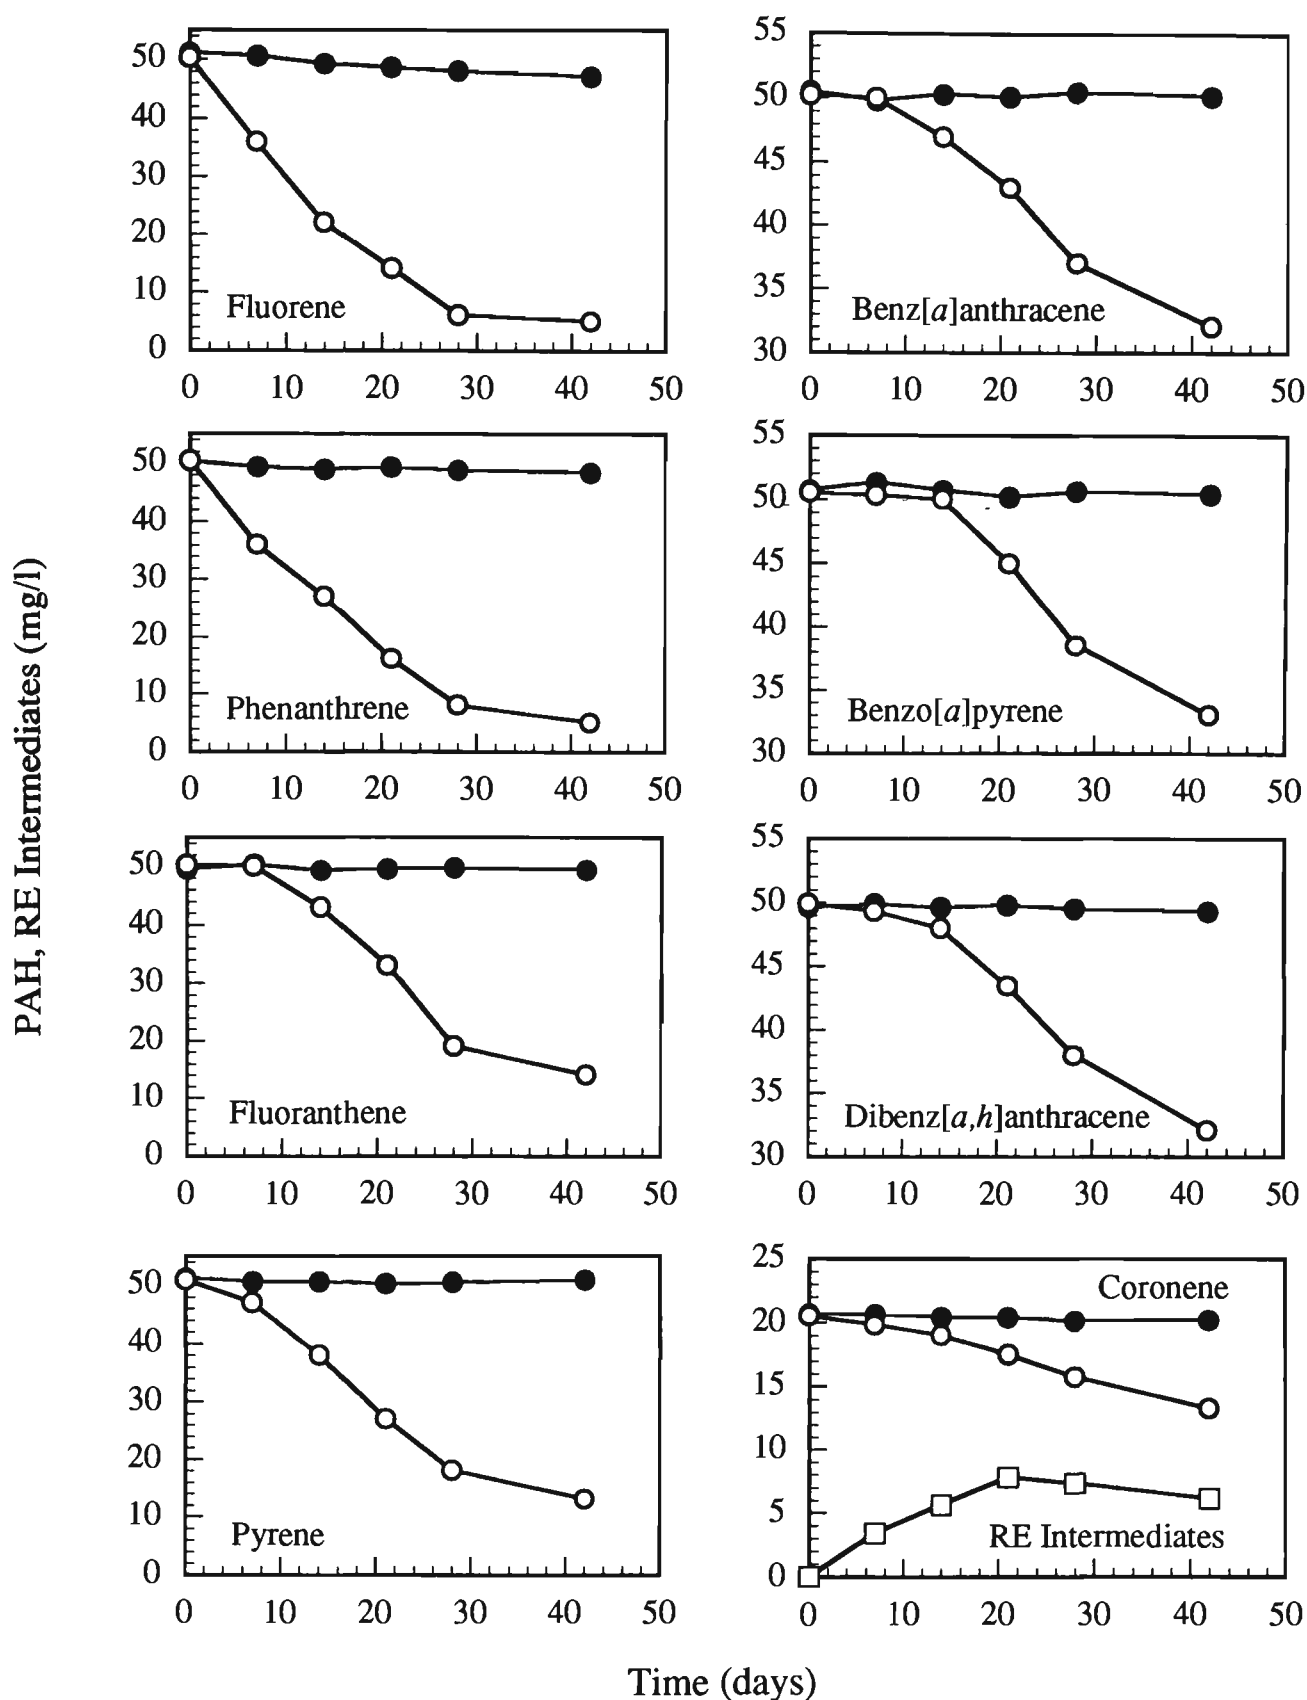 PAH, RE Intermediates (mg/l)
50
40
30
20
10
0
Fluorene
0 10 20 30 40 50
55
50
45
40
35
30
Benz[a]anthracene
0 10 20 30 40 50
50
40
30
20
10
0
Phenanthrene
0 10 20 30 40 50
55
50
45
40
35
30
Benzo[a]pyrene
0 10 20 30 40 50
50
40
30
20
10
0
Fluoranthene
0 10 20 30 40 50
55
50
45
40
35
30
Dibenz[a,h]anthracene
0 10 20 30 40 50
50
40
30
20
10
0
Pyrene
0 10 20 30 40 50
25
20
15
10
5
0
Coronene
RE Intermediates
0 10 20 30 40 50
Time (days)